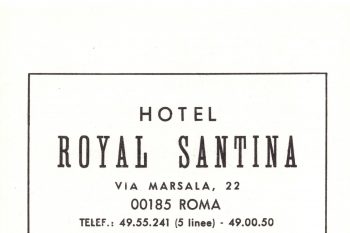 HOTEL
ROYAL SANTINA
VIA MARSALA, 22
00185 ROMA
TELEF.: 49.55.241 (5 linee) - 49.00.50